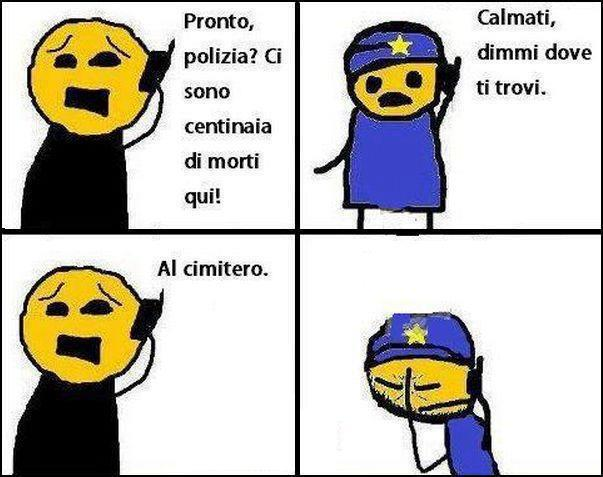 Pronto,
polizia? Ci
sono
centinaia
di morti
qui!
Calmati,
dimmi dove
ti trovi.
Al cimitero.